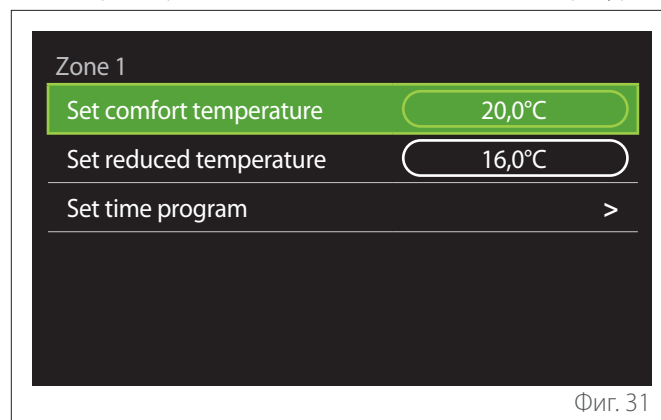 Zone 1
Set comfort temperature 20,0°C
Set reduced temperature 16,0°C
Set time program >
Фиг. 31